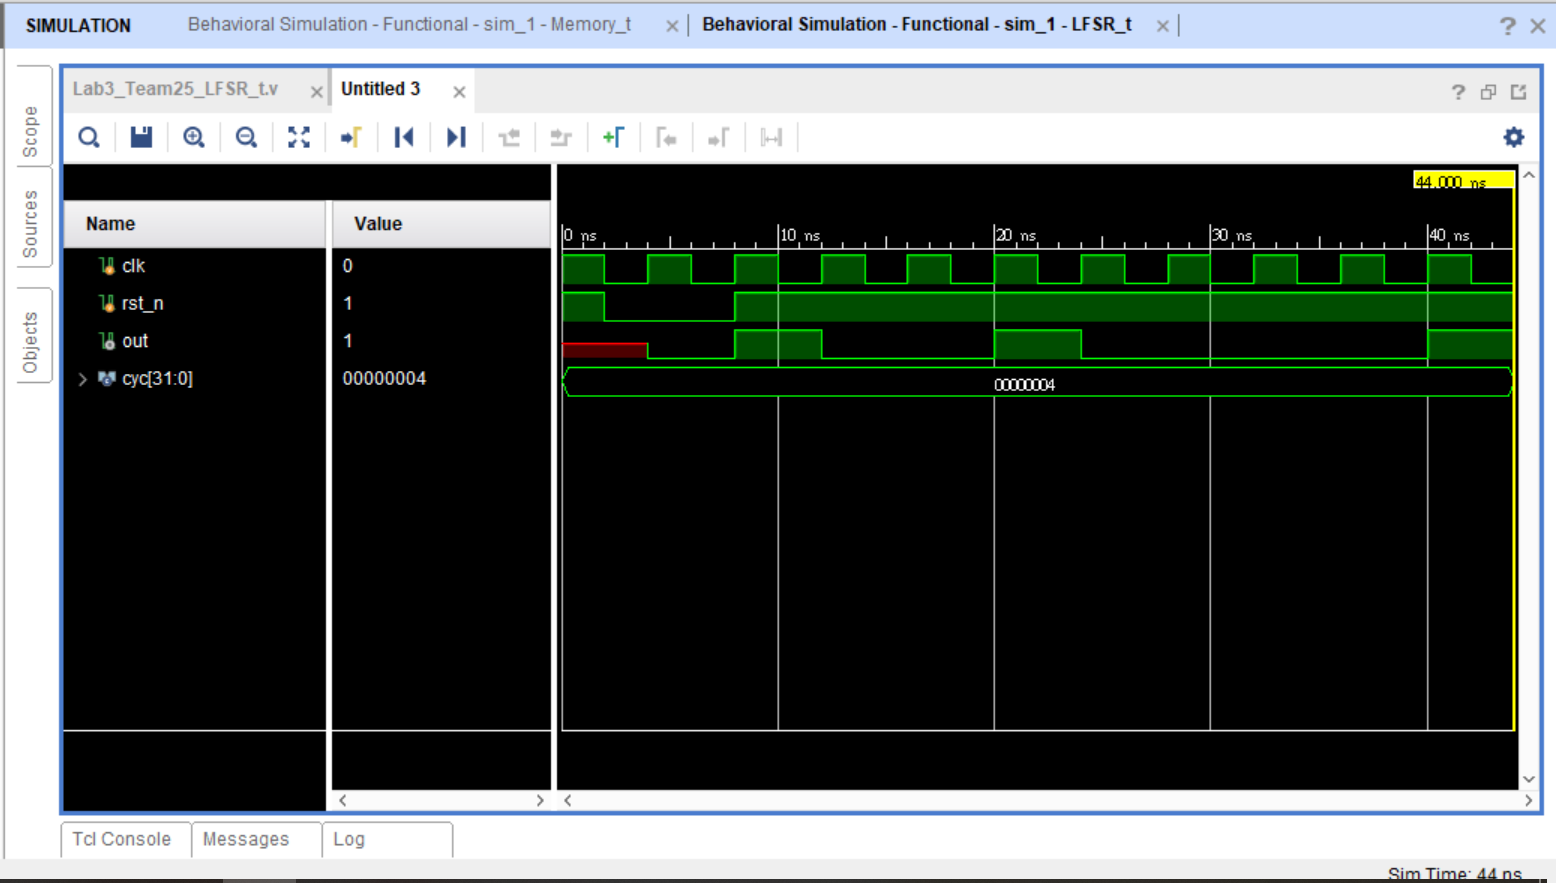 SIMULATION Behavioral Simulation - Functional - sim_1 - Memory_t Behavioral Simulation - Functional - sim_1 - LFSR_t
Lab3_Team25_LFSR_t.v Untitled 3
Scope
Sources
Objects
44.000 ns
Name Value
0 ns 10 ns 20 ns 30 ns 40 ns
clk 0
rst_n 1
out 1
cyc[31:0] 00000004 00000004
Tcl Console Messages Log
Sim Time: 44 ns